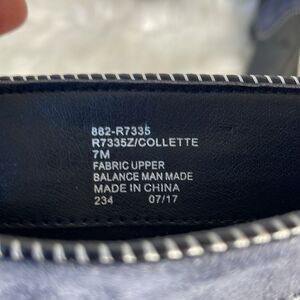 882-R7335
R7335Z/COLLETTE
7M
FABRIC UPPER
BALANCE MAN MADE
MADE IN CHINA
234 07/17